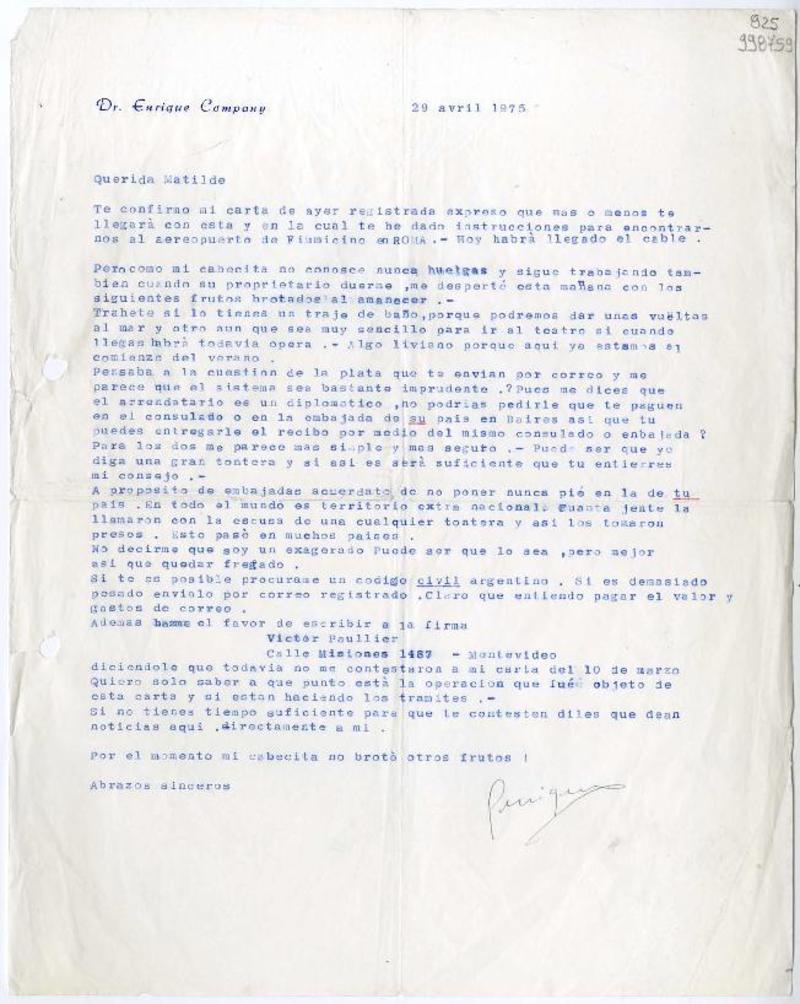 825
998759
Dr. Enrique Company
29 avril 1975
Querida Matilde
Te confirmo mi carta de ayer registrada expreso que mas o menos te
llegarà con esta y en la cual te he dado instrucciones para encontrar-
nos al aereopuerto de Fiumicino en ROMA.- Hoy habrà llegado el cable .
Pero como mi cabecita no conosce nunca huelgas y sigue trabajando tam-
bien cuando su proprietario duerme ,me desperté esta mañana con los
siguientes frutos brotados al amanecer .-
Trahete si lo tienes un traje de baño,porque podremos dar unas vueltas
al mar y otro aun que sea muy sencillo para ir al teatro si cuando
llegas habrà todavia opera .- Algo liviano porque aqui ya estamos al
comienzo del verano .
Pensaba a la cuestion de la plata que te envian por correo y me
parece que el sistema sea bastante imprudente .?Pues me dices que
el arrendatario es un diplomatico ,no podrias pedirle que te paguen
en el consulado o en la embajada de su pais en Baires asi que tu
puedes entregarle el recibo por medio del mismo consulado o enbajada ?
Para los dos me parece mas simple y mas seguro .- Puede ser que yo
diga una gran tontera y si asi es serà suficiente que tu entierres
mi consejo .-
A proposito de embajadas acuerdate de no poner nunca pié en la de tu
pais .En todo el mundo es territorio extra nacional. Cuanta jente la
llamaron con la escusa de una cualquier tontera y asi los tomaron
presos . Esto pasò en muchos paises .
No decirme que soy un exagerado Puede ser que lo sea ,pero mejor
asi que quedar fregado .
Si te es posible procurame un codigo civil argentino . Si es demasiado
pesado envialo por correo registrado .Claro que entiendo pagar el valor y
gastos de correo .
Ademas hazme el favor de escribir a la firma
Victor Paullier
Calle Misiones 1487 - Montevideo
diciendole que todavia no me contestaron a mi carta del 10 de marzo
Quiero solo saber a que punto està la operacion que fué objeto de
esta carta y si estan haciendo los tramites .-
Si no tienes tiempo suficiente para que te contesten diles que dean
noticias aqui ,directamente a mi .
Por el momento mi cabecita no brotò otros frutos !
Abrazos sinceros
Enrique